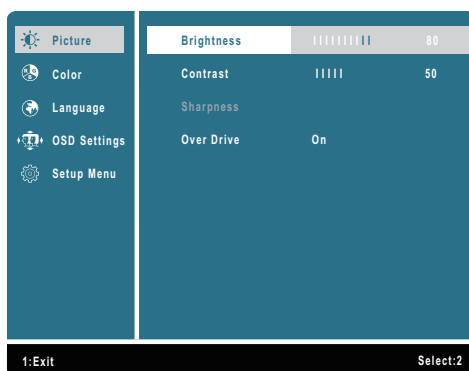 Picture
Color
Language
OSD Settings
Setup Menu
Brightness 80
Contrast 50
Sharpness
Over Drive On
1:Exit Select:2